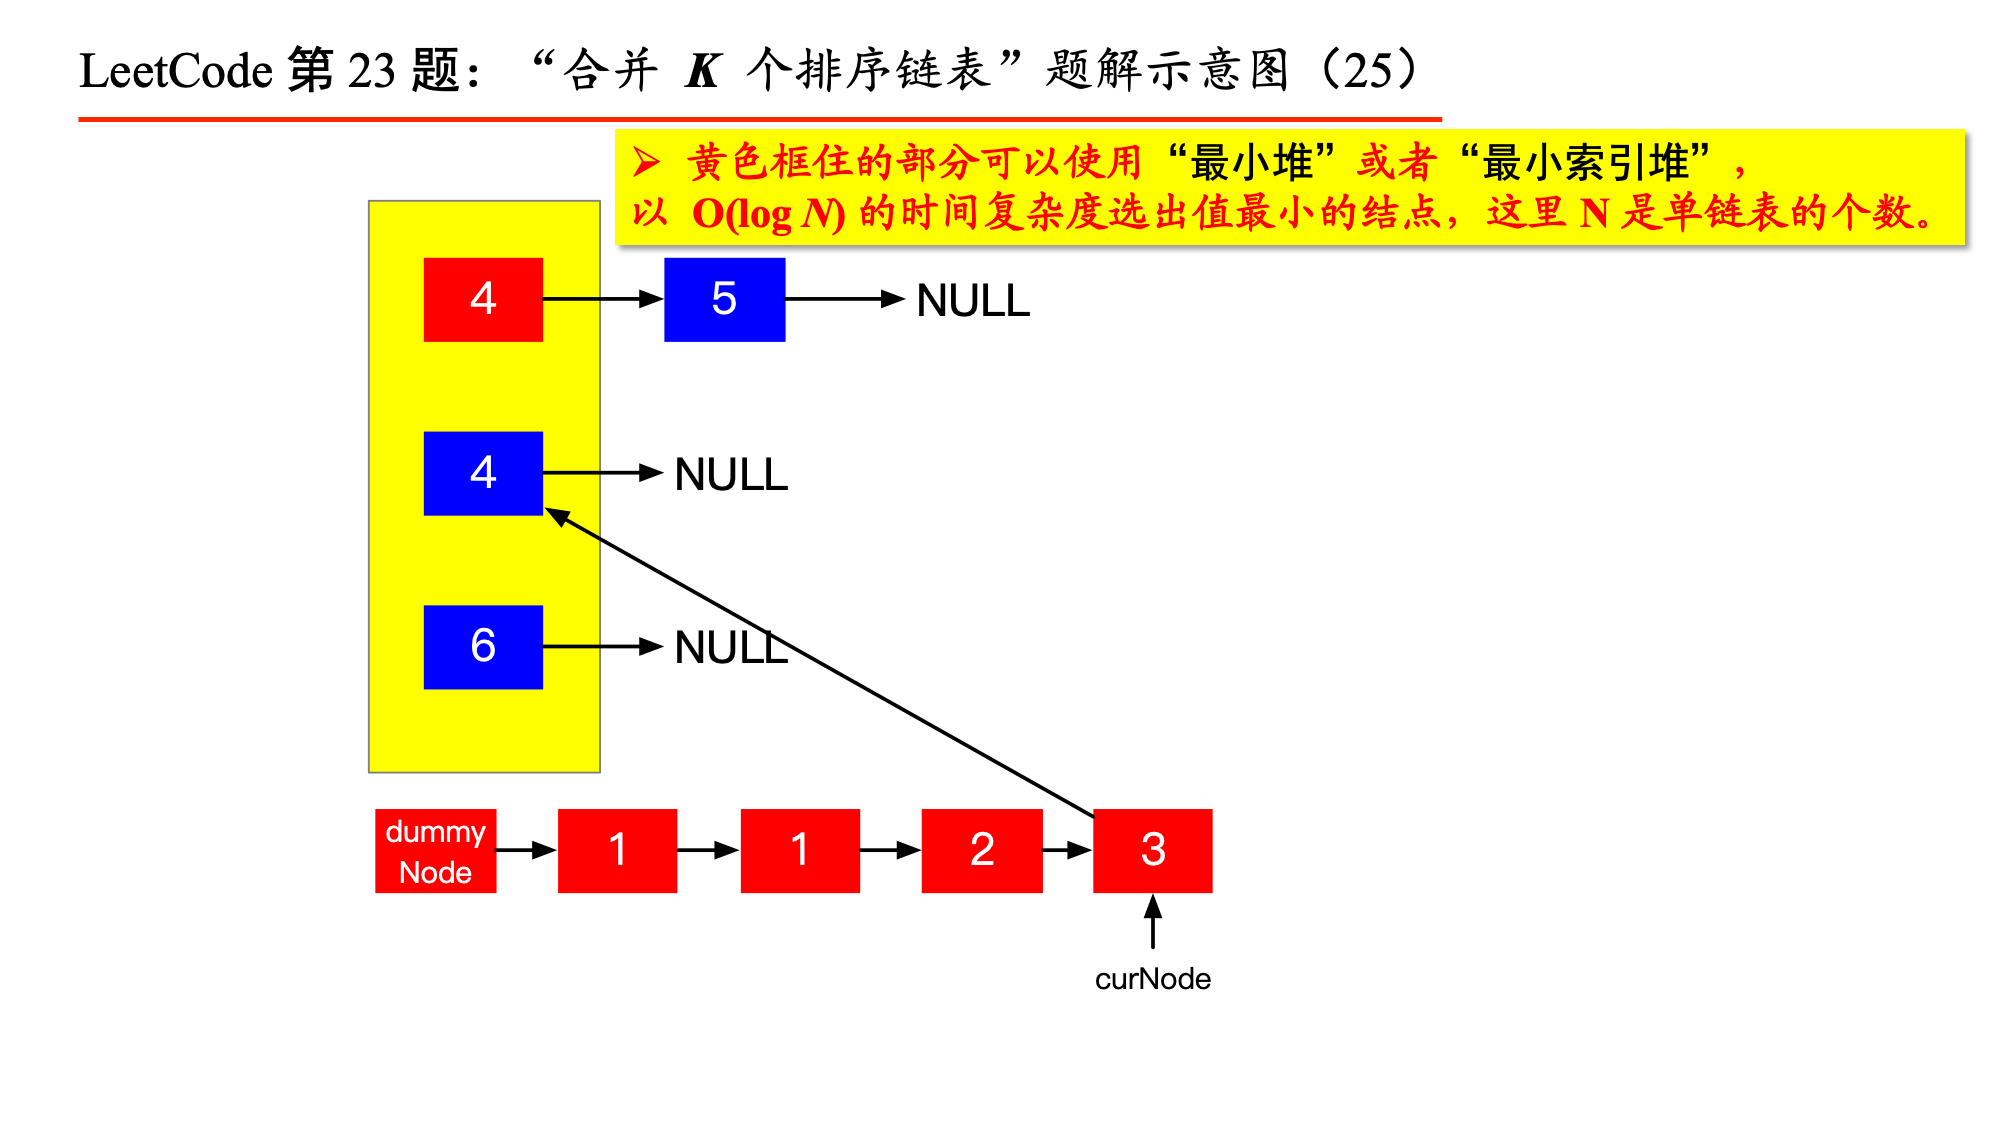 LeetCode 第 23 题：“合并 K 个排序链表”题解示意图（25）
➢ 黄色框住的部分可以使用“最小堆”或者“最小索引堆”，
以 O(log N) 的时间复杂度选出值最小的结点，这里 N 是单链表的个数。
4 5 NULL
4 NULL
6 NULL
dummy
Node 1 1 2 3
curNode